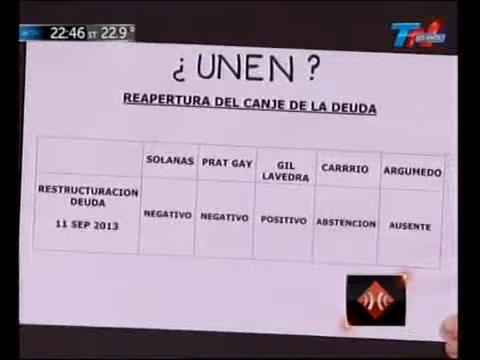 22:46 ST 22.9°
TN
¿UNEN?
REAPERTURA DEL CANJE DE LA DEUDA
SOLANAS PRAT GAY GIL LAVEDRA CARRRIO ARGUMEDO
RESTRUCTURACION DEUDA 11 SEP 2013 NEGATIVO NEGATIVO POSITIVO ABSTENCION AUSENTE